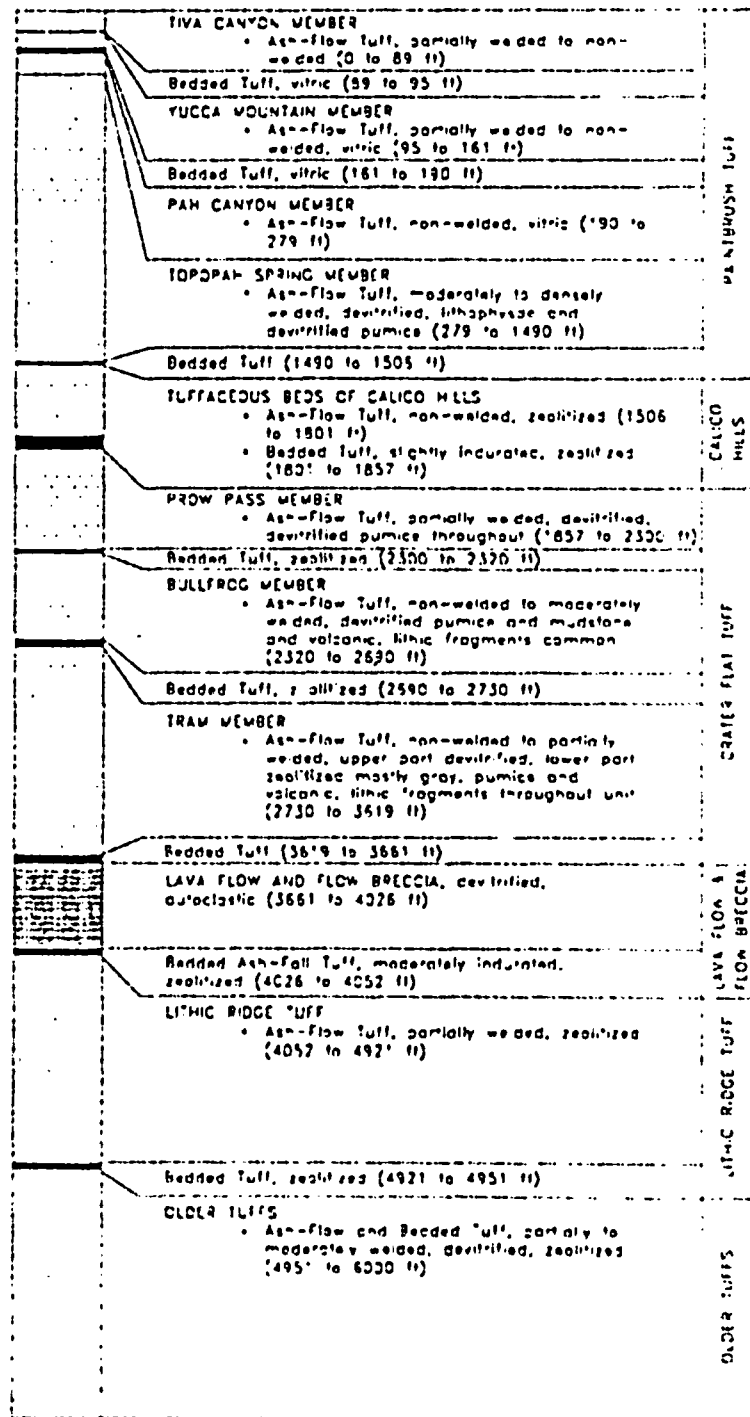 TIVA CANYON MEMBER
• Ash-Flow Tuff, partially welded to non-
welded (0 to 89 ft)
Bedded Tuff, vitric (89 to 95 ft)
YUCCA MOUNTAIN MEMBER
• Ash-Flow Tuff, partially welded to non-
welded, vitric (95 to 161 ft)
Bedded Tuff, vitric (161 to 190 ft)
PAH CANYON MEMBER
• Ash-Flow Tuff, non-welded, vitric (190 to
279 ft)
TOPOPAH SPRING MEMBER
• Ash-Flow Tuff, moderately to densely
welded, devitrified, lithophysae and
devitrified pumice (279 to 1490 ft)
Bedded Tuff (1490 to 1505 ft)
PAINTBRUSH TUFF
TUFFACEOUS BEDS OF CALICO HILLS
• Ash-Flow Tuff, non-welded, zeolitized (1506
to 1801 ft)
• Bedded Tuff, slightly indurated, zeolitized
(1801 to 1857 ft)
CALICO
HILLS
PROW PASS MEMBER
• Ash-Flow Tuff, partially welded, devitrified,
devitrified pumice throughout (1857 to 2300 ft)
Bedded Tuff, zeolitized (2300 to 2320 ft)
BULLFROG MEMBER
• Ash-Flow Tuff, non-welded to moderately
welded, devitrified pumice and mudstone
and volcanic, lithic fragments common
(2320 to 2690 ft)
Bedded Tuff, z olitized (2690 to 2730 ft)
TRAM MEMBER
• Ash-Flow Tuff, non-welded to partially
welded, upper part devitrified, lower part
zeolitized mostly gray, pumice and
volcanic, lithic fragments throughout unit
(2730 to 3619 ft)
Bedded Tuff (3619 to 3661 ft)
CRATER FLAT TUFF
LAVA FLOW AND FLOW BRECCIA, devitrified,
autoclastic (3661 to 4026 ft)
Bedded Ash-Fall Tuff, moderately indurated,
zeolitized (4026 to 4052 ft)
LAVA FLOW &
FLOW BRECCIA
LITHIC RIDGE TUFF
• Ash-Flow Tuff, partially welded, zeolitized
(4052 to 4921 ft)
Bedded Tuff, zeolitized (4921 to 4951 ft)
LITHIC RIDGE TUFF
OLDER TUFFS
• Ash-Flow and Bedded Tuff, partially to
moderately welded, devitrified, zeolitized
(4951 to 6000 ft)
OLDER TUFFS